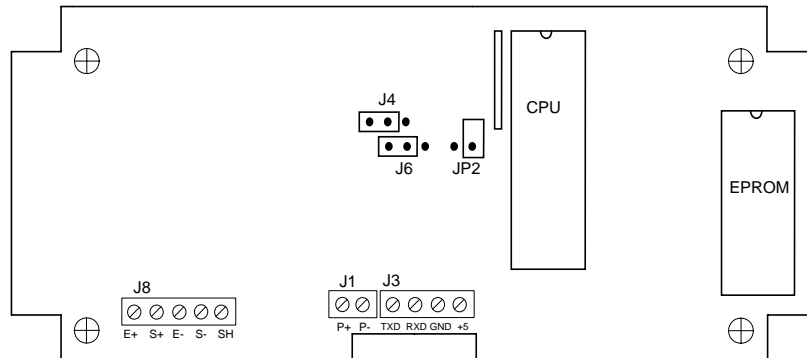 J4
CPU
J6
JP2
EPROM
J8
J1
J3
E+ S+ E- S- SH
P+ P- TXD RXD GND +5